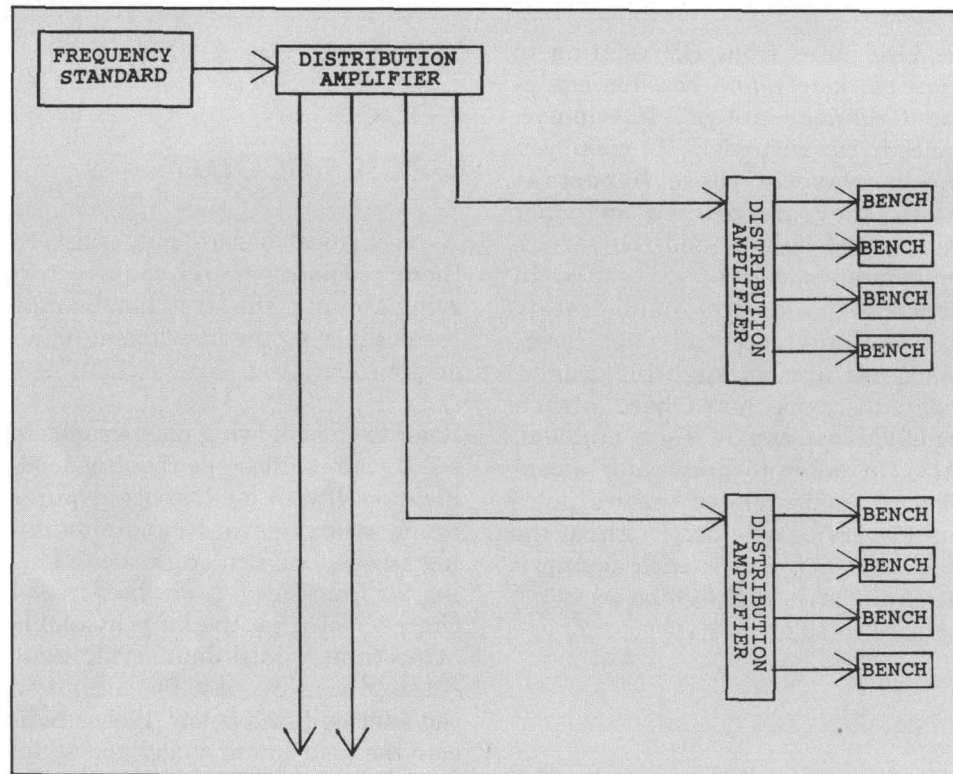 FREQUENCY
STANDARD
DISTRIBUTION
AMPLIFIER
DISTRIBUTION
AMPLIFIER
BENCH
BENCH
BENCH
BENCH
DISTRIBUTION
AMPLIFIER
BENCH
BENCH
BENCH
BENCH